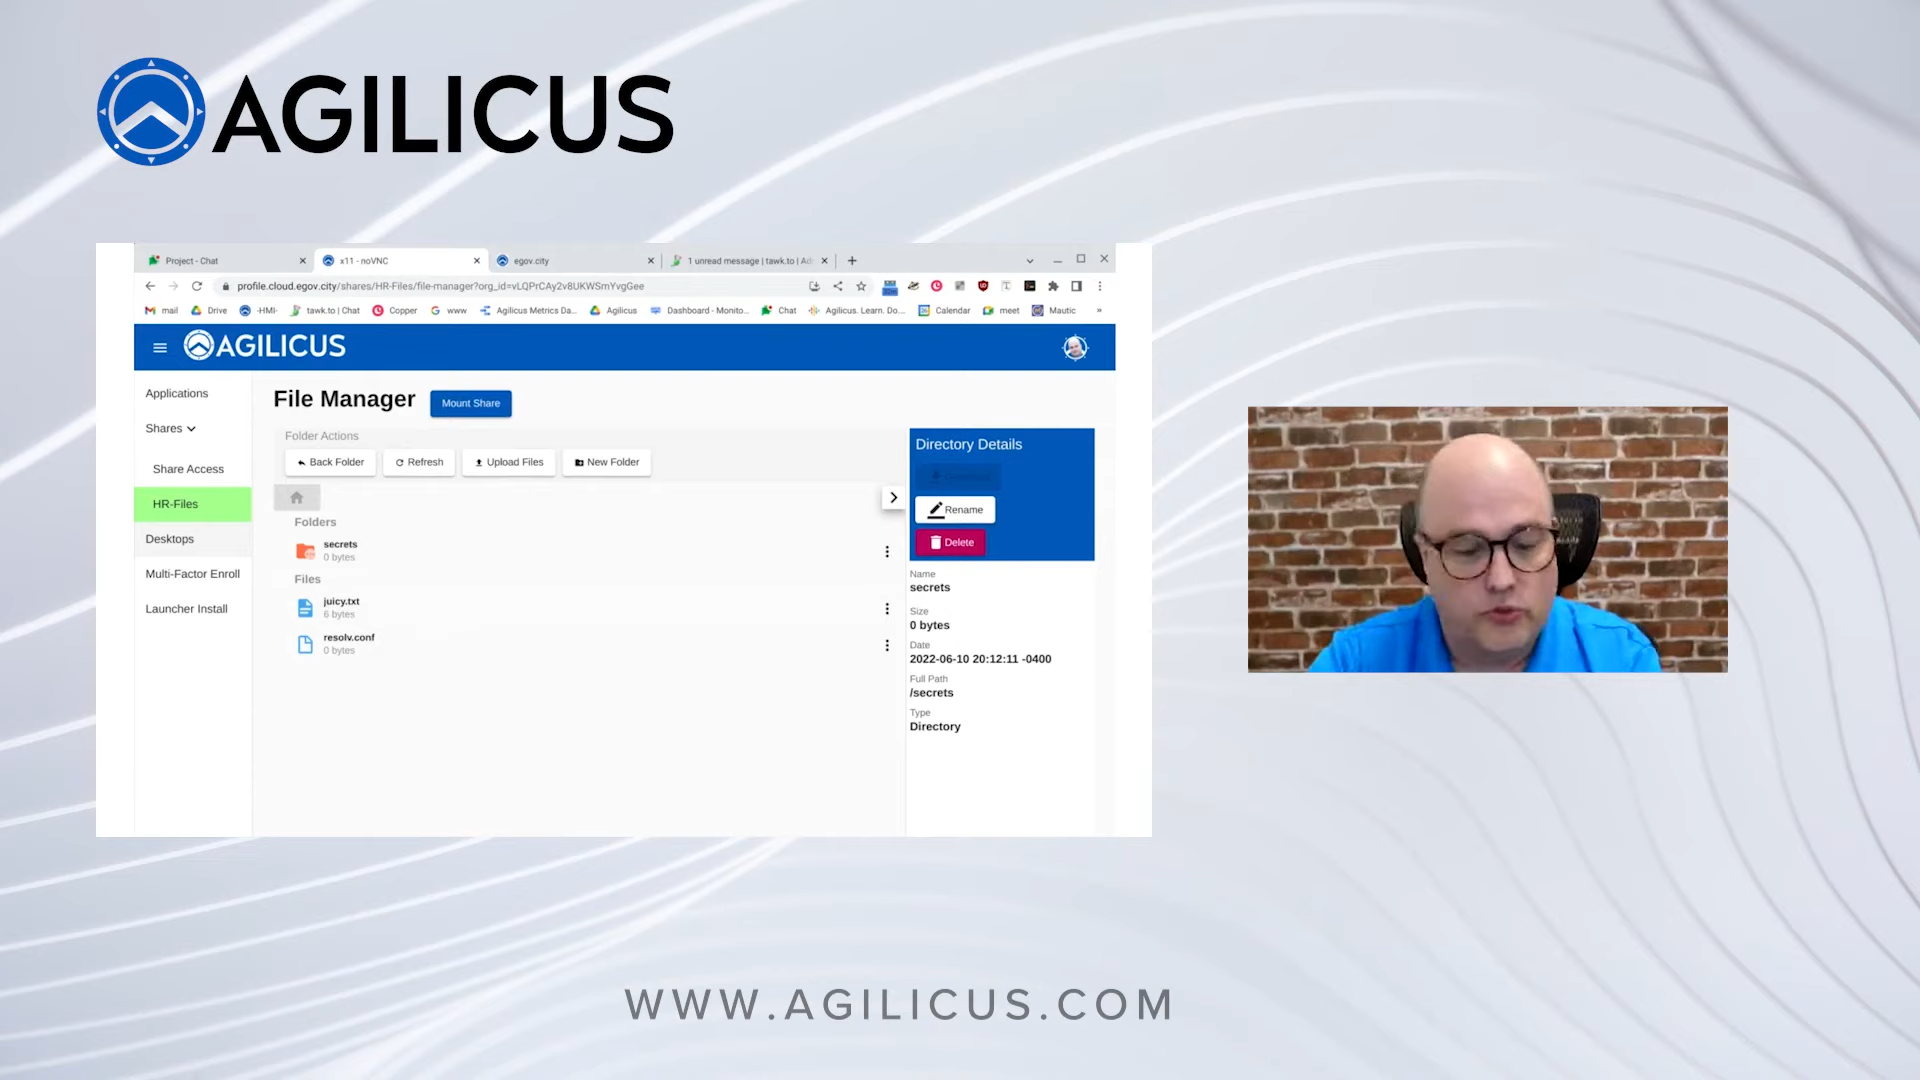 AGILICUS
Project - Chat
x11 - noVNC
egov.city
1 unread message | tawk.to | Ad
profile.cloud.egov.city/shares/HR-Files/file-manager?org_id=vLQPrCAy2v8UKWSmYvgGee
mail
Drive
-HMI-
tawk.to | Chat
Copper
www
Agilicus Metrics Da...
Agilicus
Dashboard - Monito...
Chat
Agilicus. Learn. Do....
Calendar
meet
Mautic
»
AGILICUS
Applications
Shares
Share Access
HR-Files
Desktops
Multi-Factor Enroll
Launcher Install
File Manager
Mount Share
Folder Actions
Back Folder
Refresh
Upload Files
New Folder
Folders
secrets
0 bytes
Files
juicy.txt
6 bytes
resolv.conf
0 bytes
Directory Details
Rename
Delete
Name
secrets
Size
0 bytes
Date
2022-06-10 20:12:11 -0400
Full Path
/secrets
Type
Directory
WWW.AGILICUS.COM